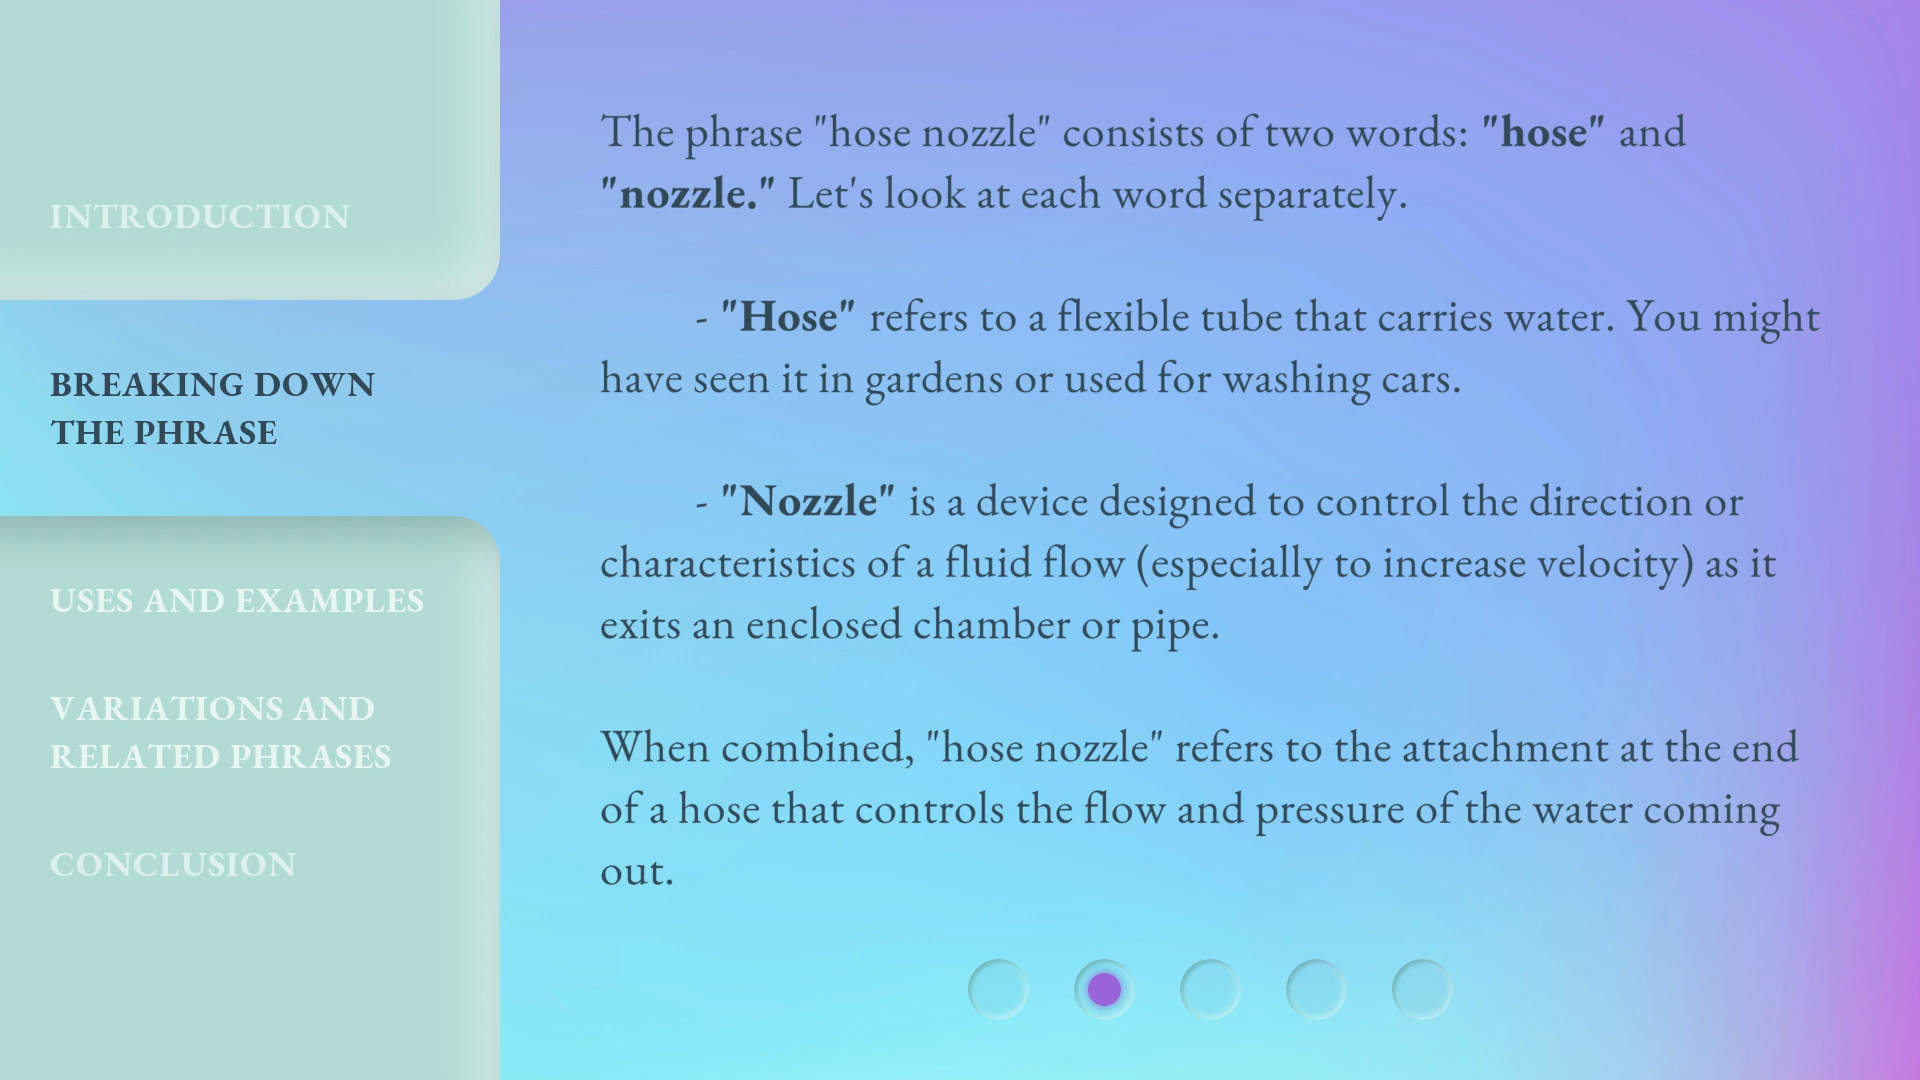 INTRODUCTION
BREAKING DOWN
THE PHRASE
USES AND EXAMPLES
VARIATIONS AND
RELATED PHRASES
CONCLUSION
The phrase "hose nozzle" consists of two words: "hose" and
"nozzle." Let's look at each word separately.
- "Hose" refers to a flexible tube that carries water. You might
have seen it in gardens or used for washing cars.
- "Nozzle" is a device designed to control the direction or
characteristics of a fluid flow (especially to increase velocity) as it
exits an enclosed chamber or pipe.
When combined, "hose nozzle" refers to the attachment at the end
of a hose that controls the flow and pressure of the water coming
out.